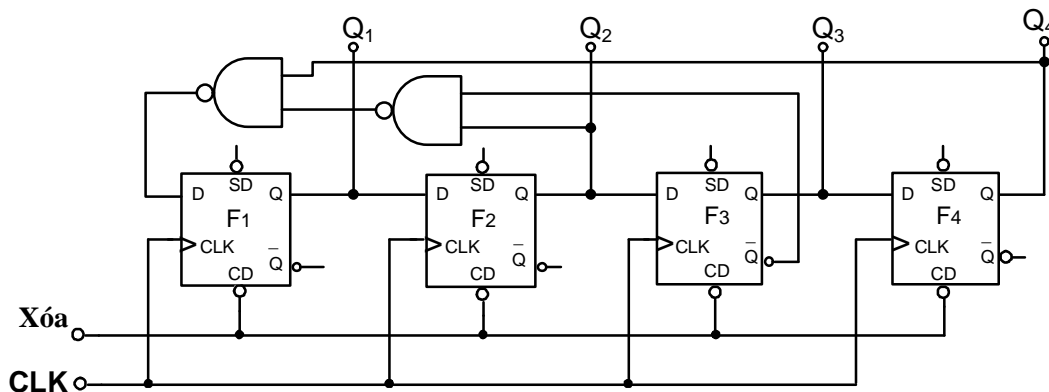 Q1 Q2 Q3 Q4
D SD Q D SD Q D SD Q D SD Q
F1 F2 F3 F4
CLK Q̅ CLK Q̅ CLK Q̅ CLK Q̅
CD CD CD CD
Xóa
CLK